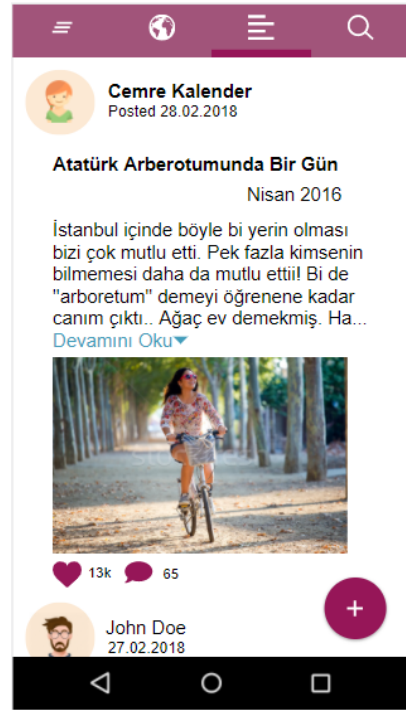 Cemre Kalender
Posted 28.02.2018
Atatürk Arberotumunda Bir Gün
Nisan 2016
İstanbul içinde böyle bi yerin olması
bizi çok mutlu etti. Pek fazla kimsenin
bilmemesi daha da mutlu ettii! Bi de
"arboretum" demeyi öğrenene kadar
canım çıktı.. Ağaç ev demekmiş. Ha...
Devamını Oku
13k 65
John Doe
27.02.2018